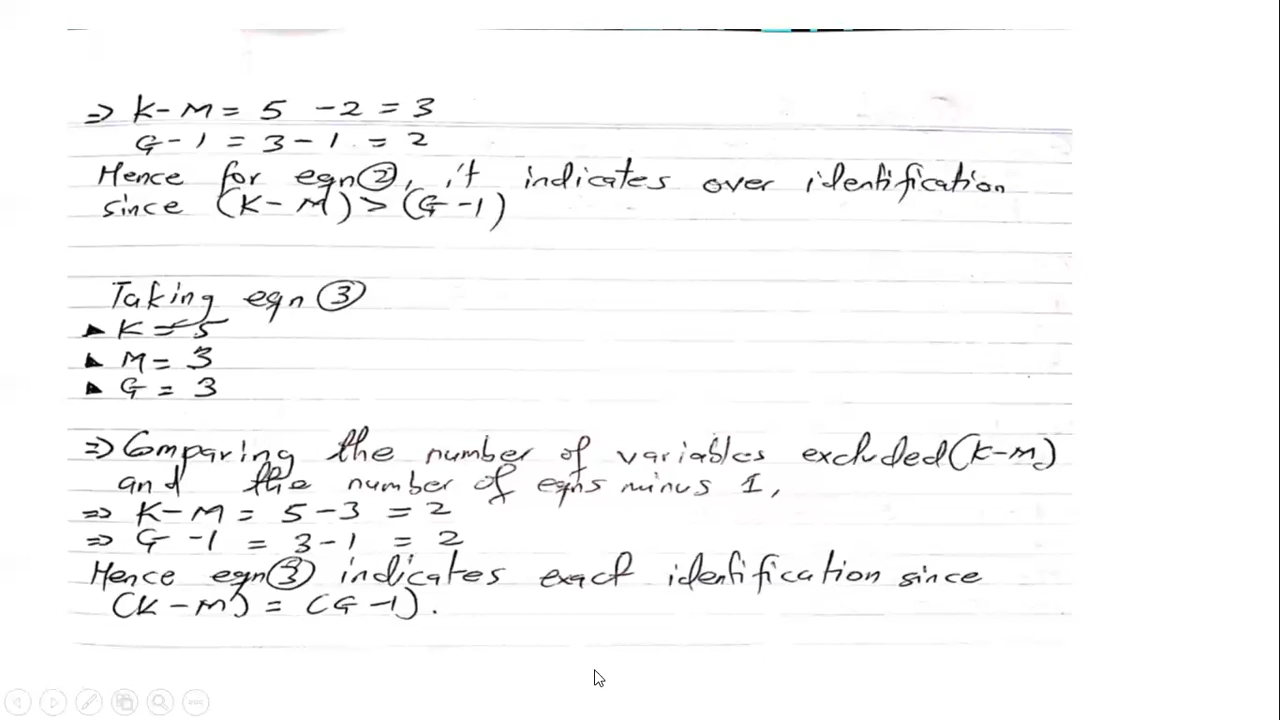 ⇒ K - M = 5 - 2 = 3
G - 1 = 3 - 1 = 2
Hence for eqn ②, it indicates over identification
since (K - M) > (G - 1)
Taking eqn ③
▲ K = 5
▲ M = 3
▲ G = 3
⇒ Comparing the number of variables excluded (K - M)
and the number of eqns minus 1,
⇒ K - M = 5 - 3 = 2
⇒ G - 1 = 3 - 1 = 2
Hence eqn ③ indicates exact identification since
(K - M) = (G - 1).